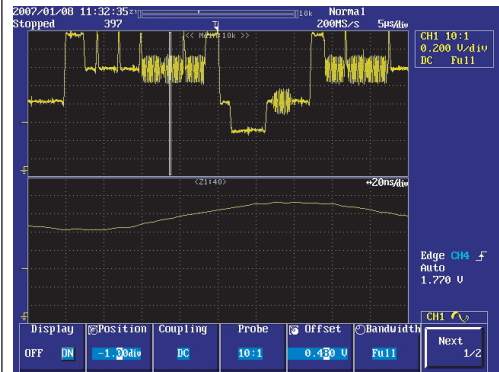 2007/01/08 11:32:35
10k
Normal
Stopped
397
200MS/s
5µs/div
<< Main:10k >>
CH1 10:1
0.200 V/div
DC Full
<Z1:40>
20ns/div
Edge CH4
Auto
1.770 V
CH1
Display
Position
Coupling
Probe
Offset
Bandwidth
Next
1/2
OFF ON
-1.00div
DC
10:1
0.480 V
Full